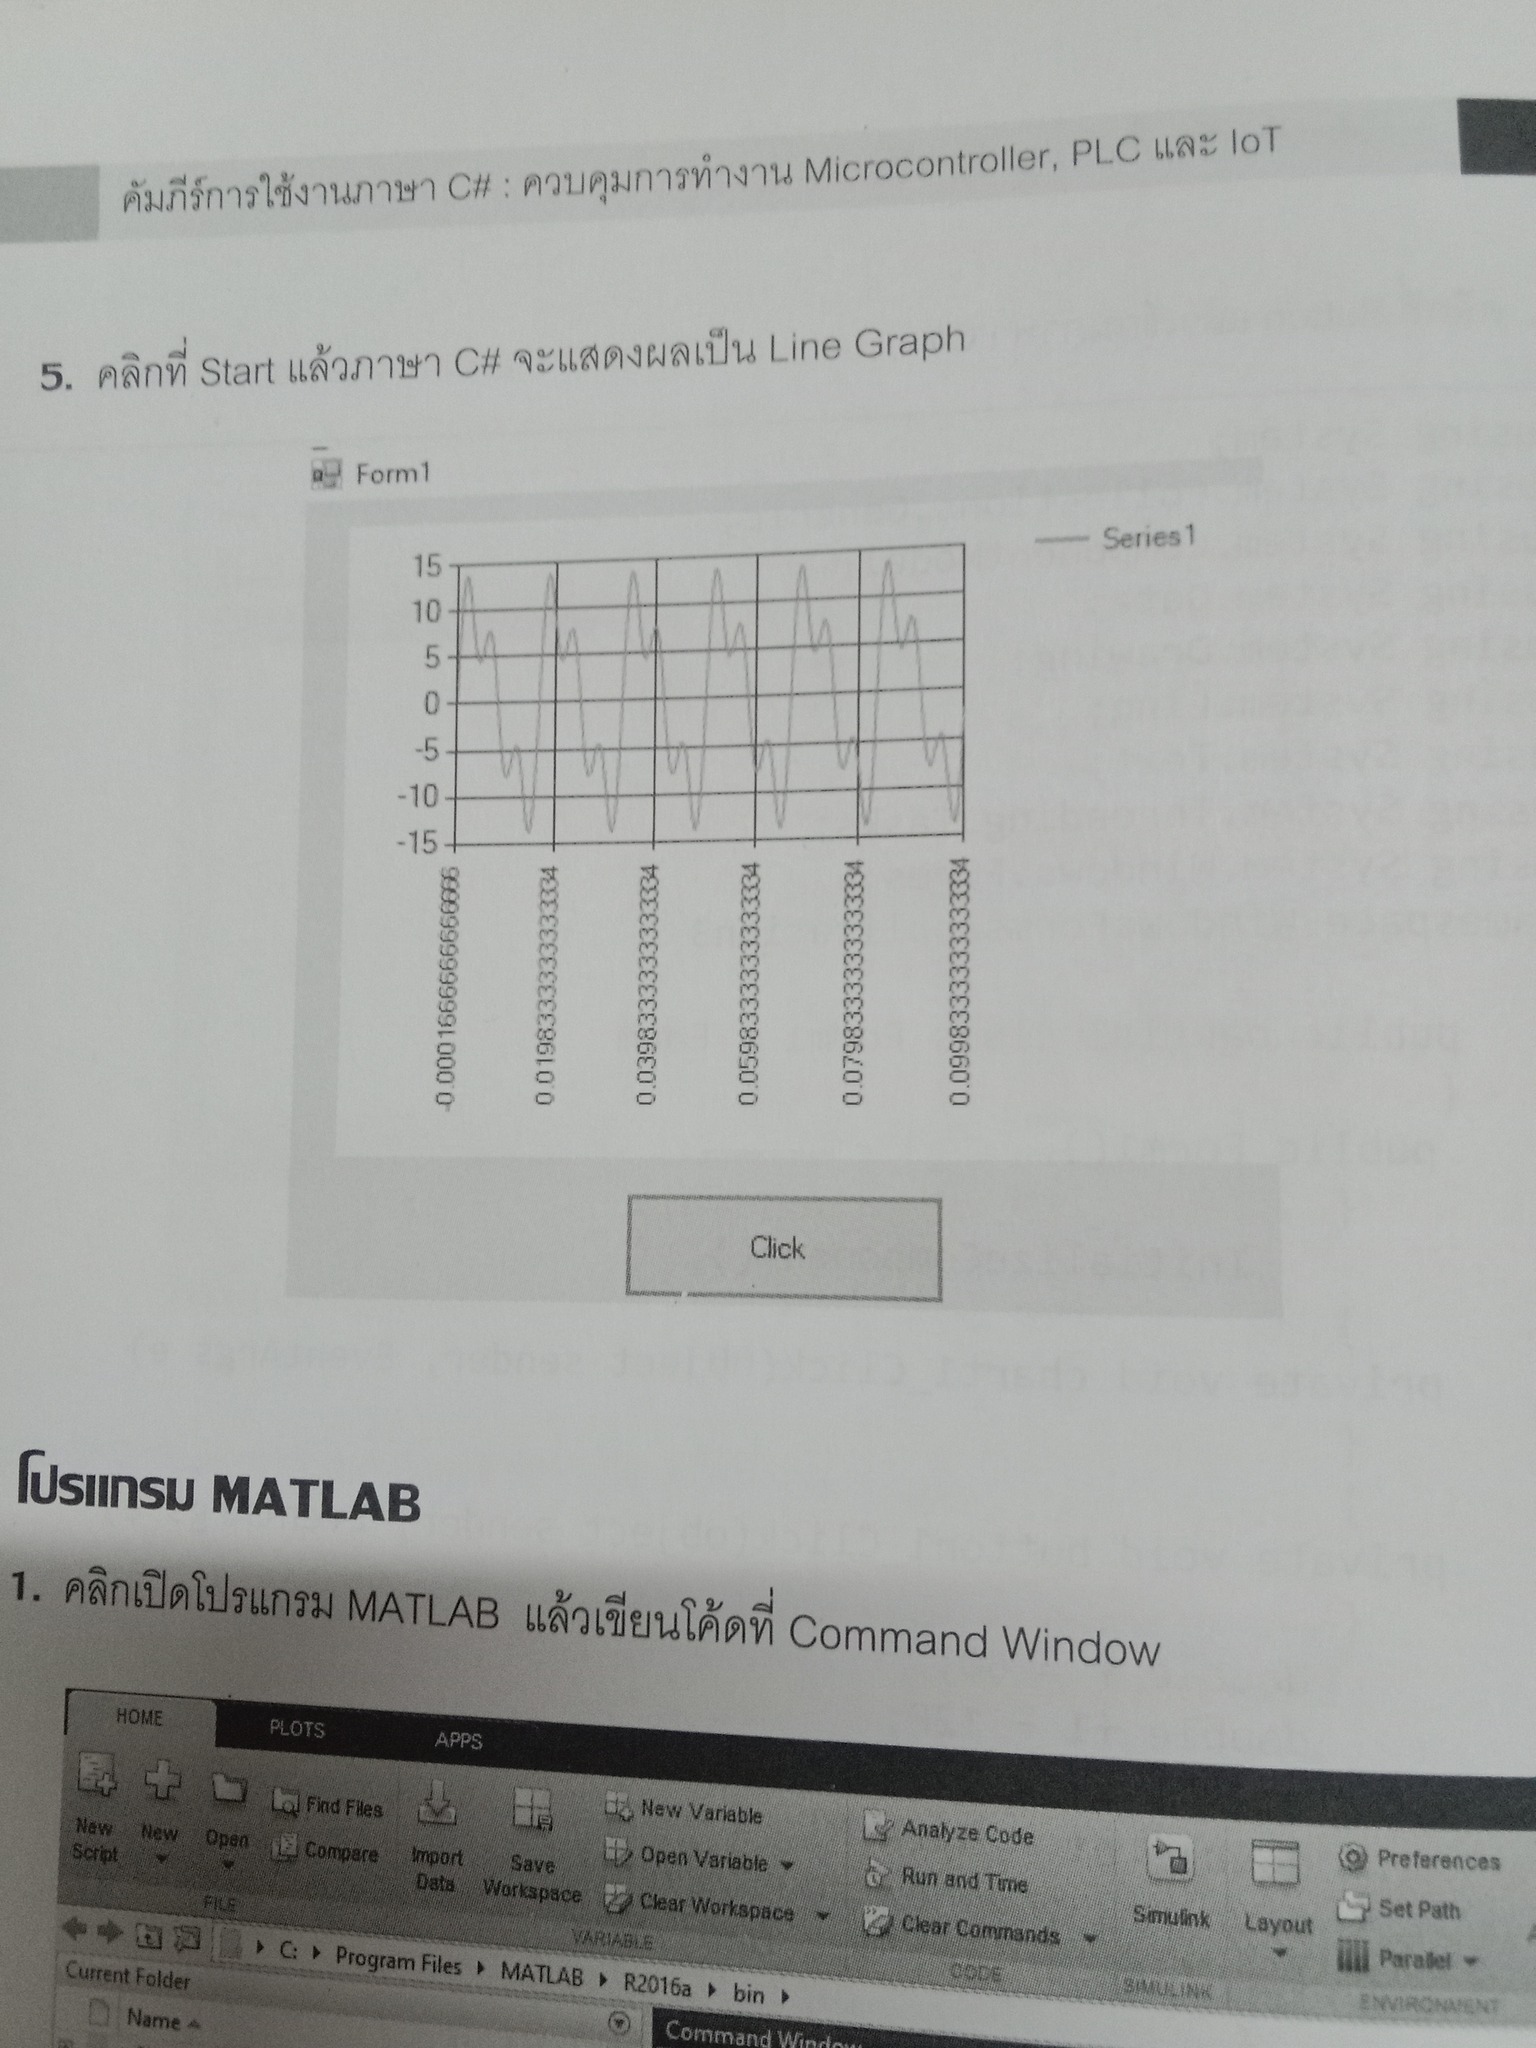 คัมภีร์การใช้งานภาษา C# : ควบคุมการทำงาน Microcontroller, PLC และ IoT
5. คลิกที่ Start แล้วภาษา C# จะแสดงผลเป็น Line Graph
Form1
Series1
15
10
5
0
-5
-10
-15
-0.000166666666666666
0.0198333333333334
0.0398333333333334
0.0598333333333334
0.0798333333333334
0.0998333333333334
Click
โปรแกรม MATLAB
1. คลิกเปิดโปรแกรม MATLAB แล้วเขียนโค้ดที่ Command Window
HOME PLOTS APPS
New Script
New
Open
Find Files
Compare
FILE
Import Data
Save Workspace
New Variable
Open Variable
Clear Workspace
VARIABLE
Analyze Code
Run and Time
Clear Commands
CODE
Simulink
SIMULINK
Layout
Preferences
Set Path
Parallel
ENVIRONMENT
C: Program Files MATLAB R2016a bin
Current Folder
Name
Command Window